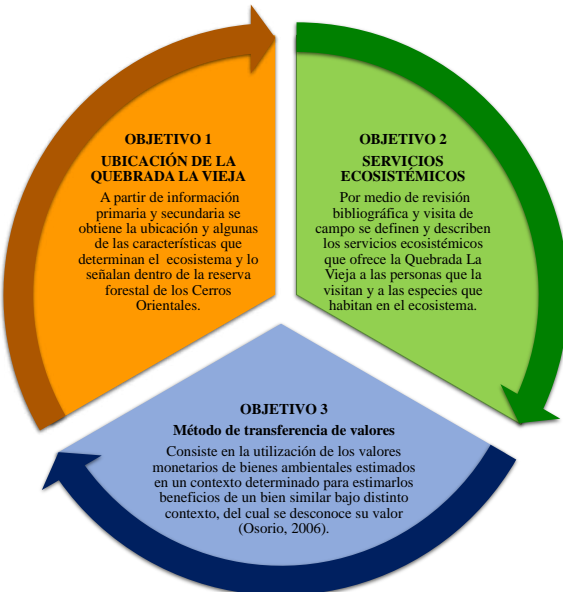 OBJETIVO 1
UBICACIÓN DE LA
QUEBRADA LA VIEJA
A partir de información
primaria y secundaria se
obtiene la ubicación y algunas
de las características que
determinan el ecosistema y lo
señalan dentro de la reserva
forestal de los Cerros
Orientales.
OBJETIVO 2
SERVICIOS
ECOSISTÉMICOS
Por medio de revisión
bibliográfica y visita de
campo se definen y describen
los servicios ecosistémicos
que ofrece la Quebrada La
Vieja a las personas que la
visitan y a las especies que
habitan en el ecosistema.
OBJETIVO 3
Método de transferencia de valores
Consiste en la utilización de los valores
monetarios de bienes ambientales estimados
en un contexto determinado para estimarlos
beneficios de un bien similar bajo distinto
contexto, del cual se desconoce su valor
(Osorio, 2006).